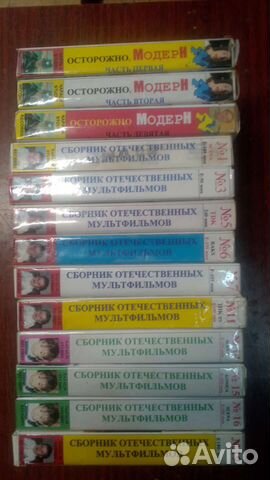 ОСТОРОЖНО, МОДЕРН
ЧАСТЬ ПЕРВАЯ
ОСТОРОЖНО, МОДЕРН
ЧАСТЬ ВТОРАЯ
ОСТОРОЖНО МОДЕРН
ЧАСТЬ ДЕВЯТАЯ
СБОРНИК ОТЕЧЕСТВЕННЫХ
МУЛЬТФИЛЬМОВ
№1
СБОРНИК ОТЕЧЕСТВЕННЫХ
МУЛЬТФИЛЬМОВ
№3
СБОРНИК ОТЕЧЕСТВЕННЫХ
МУЛЬТФИЛЬМОВ
№5
СБОРНИК ОТЕЧЕСТВЕННЫХ
МУЛЬТФИЛЬМОВ
№6
СБОРНИК ОТЕЧЕСТВЕННЫХ
МУЛЬТФИЛЬМОВ
СБОРНИК ОТЕЧЕСТВЕННЫХ
МУЛЬТФИЛЬМОВ
№11
СБОРНИК ОТЕЧЕСТВЕННЫХ
МУЛЬТФИЛЬМОВ
СБОРНИК ОТЕЧЕСТВЕННЫХ
МУЛЬТФИЛЬМОВ
№15
СБОРНИК ОТЕЧЕСТВЕННЫХ
МУЛЬТФИЛЬМОВ
№16
СБОРНИК ОТЕЧЕСТВЕННЫХ
МУЛЬТФИЛЬМОВ
Avito